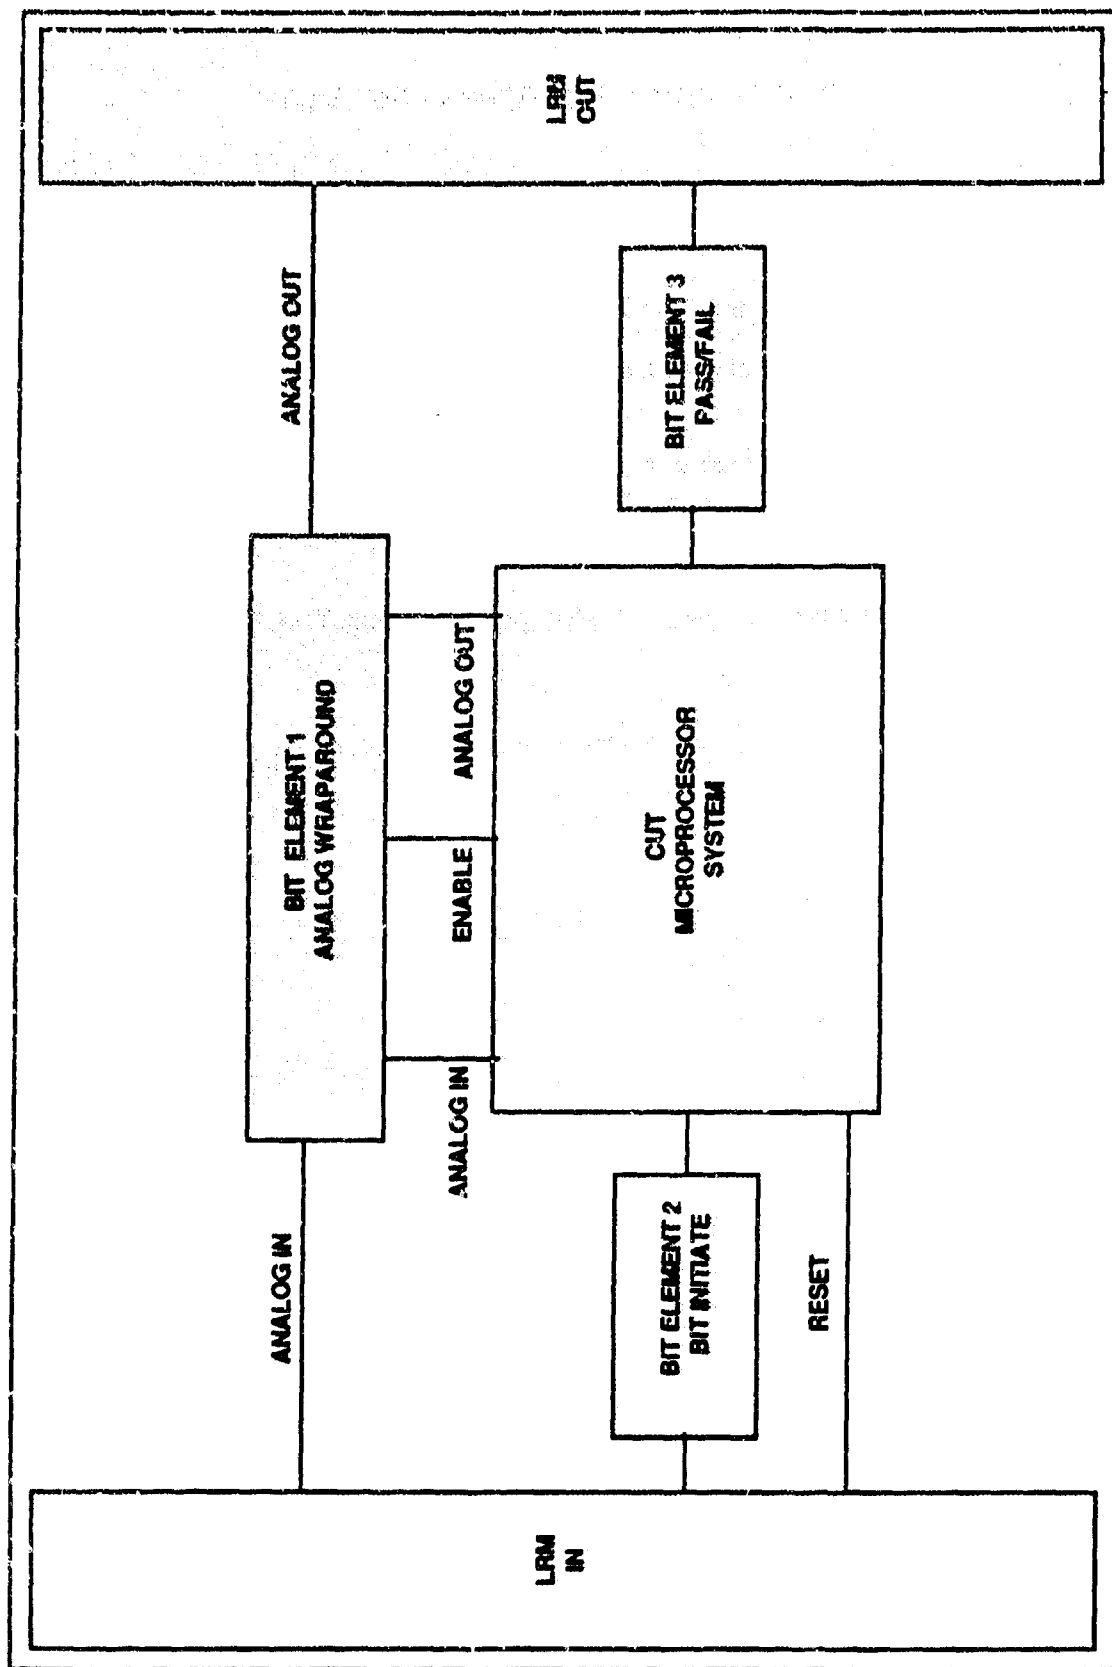 LRM
IN
ANALOG IN
BIT ELEMENT 2
BIT INITIATE
RESET
BIT ELEMENT 1
ANALOG WRAPAROUND
ANALOG IN
ENABLE
ANALOG OUT
CUT
MICROPROCESSOR
SYSTEM
ANALOG OUT
BIT ELEMENT 3
PASS/FAIL
LRM
OUT